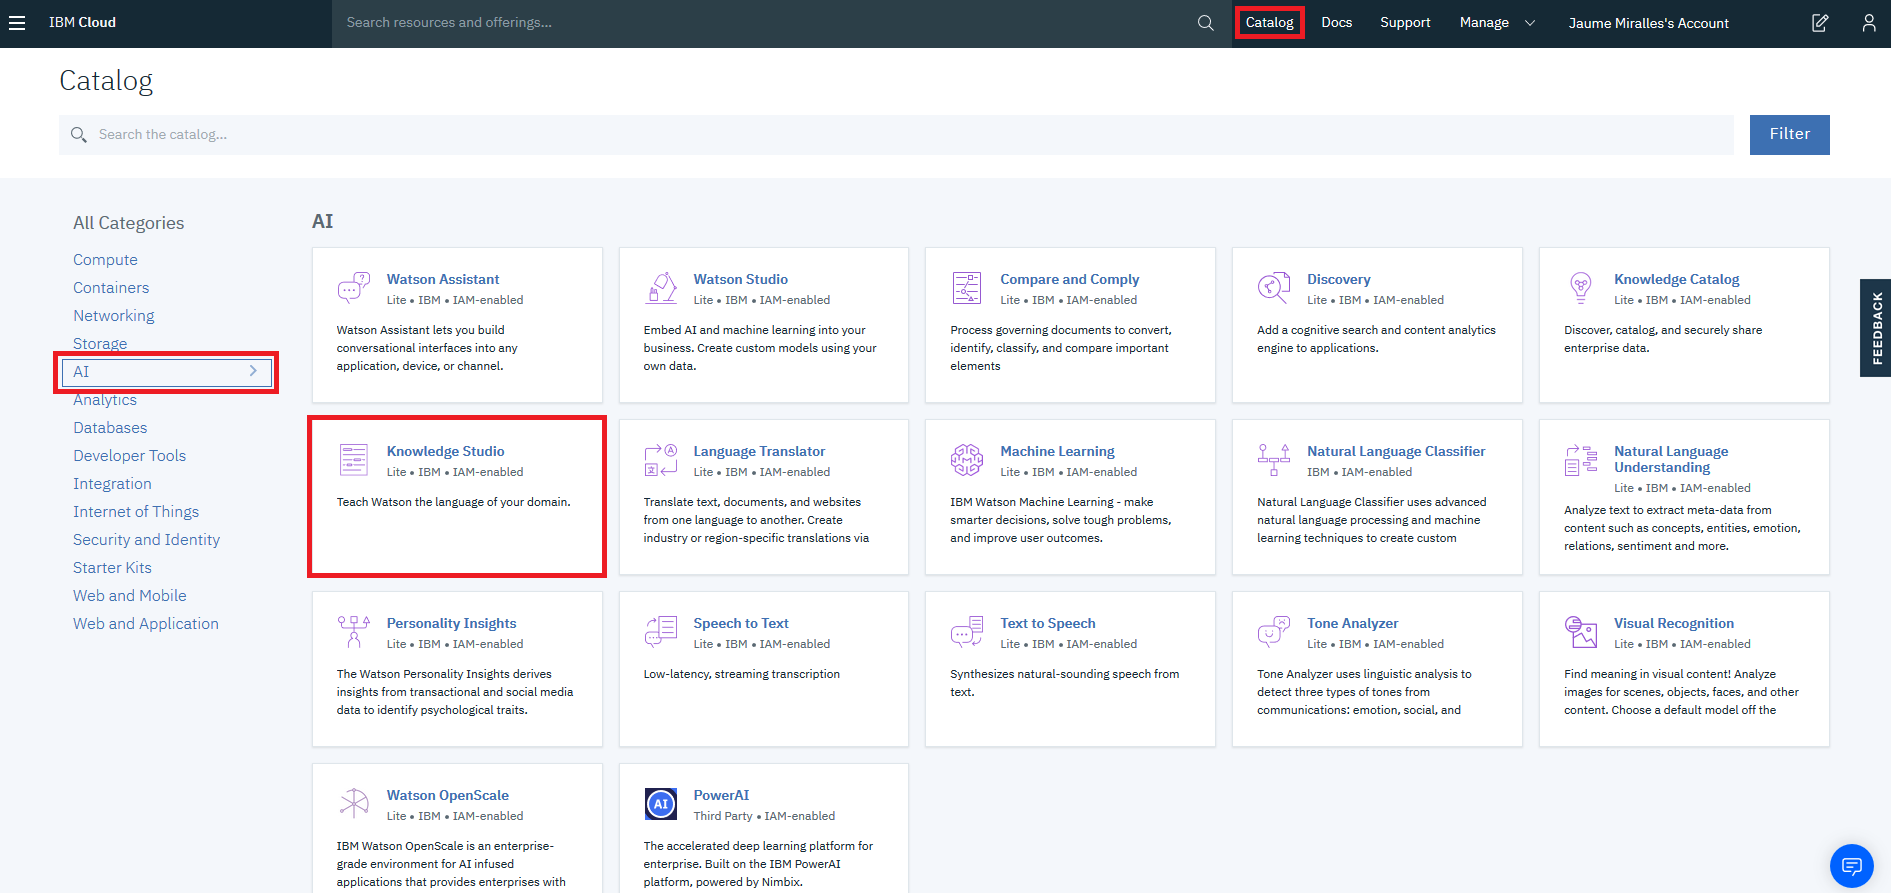 IBM Cloud
Search resources and offerings...
Catalog
Docs
Support
Manage
Jaume Miralles's Account
Catalog
Search the catalog...
Filter
All Categories
Compute
Containers
Networking
Storage
AI
Analytics
Databases
Developer Tools
Integration
Internet of Things
Security and Identity
Starter Kits
Web and Mobile
Web and Application
AI
Watson Assistant
Lite • IBM • IAM-enabled
Watson Assistant lets you build
conversational interfaces into any
application, device, or channel.
Watson Studio
Lite • IBM • IAM-enabled
Embed AI and machine learning into your
business. Create custom models using your
own data.
Compare and Comply
Lite • IBM • IAM-enabled
Process governing documents to convert,
identify, classify, and compare important
elements
Discovery
Lite • IBM • IAM-enabled
Add a cognitive search and content analytics
engine to applications.
Knowledge Catalog
Lite • IBM • IAM-enabled
Discover, catalog, and securely share
enterprise data.
Knowledge Studio
Lite • IBM • IAM-enabled
Teach Watson the language of your domain.
Language Translator
Lite • IBM • IAM-enabled
Translate text, documents, and websites
from one language to another. Create
industry or region-specific translations via
Machine Learning
Lite • IBM • IAM-enabled
IBM Watson Machine Learning - make
smarter decisions, solve tough problems,
and improve user outcomes.
Natural Language Classifier
IBM • IAM-enabled
Natural Language Classifier uses advanced
natural language processing and machine
learning techniques to create custom
Natural Language
Understanding
Lite • IBM • IAM-enabled
Analyze text to extract meta-data from
content such as concepts, entities, emotion,
relations, sentiment and more.
Personality Insights
Lite • IBM • IAM-enabled
The Watson Personality Insights derives
insights from transactional and social media
data to identify psychological traits.
Speech to Text
Lite • IBM • IAM-enabled
Low-latency, streaming transcription
Text to Speech
Lite • IBM • IAM-enabled
Synthesizes natural-sounding speech from
text.
Tone Analyzer
Lite • IBM • IAM-enabled
Tone Analyzer uses linguistic analysis to
detect three types of tones from
communications: emotion, social, and
Visual Recognition
Lite • IBM • IAM-enabled
Find meaning in visual content! Analyze
images for scenes, objects, faces, and other
content. Choose a default model off the
Watson OpenScale
Lite • IBM • IAM-enabled
IBM Watson OpenScale is an enterprise-
grade environment for AI infused
applications that provides enterprises with
AI
PowerAI
Third Party • IAM-enabled
The accelerated deep learning platform for
enterprise. Built on the IBM PowerAI
platform, powered by Nimbix.
FEEDBACK